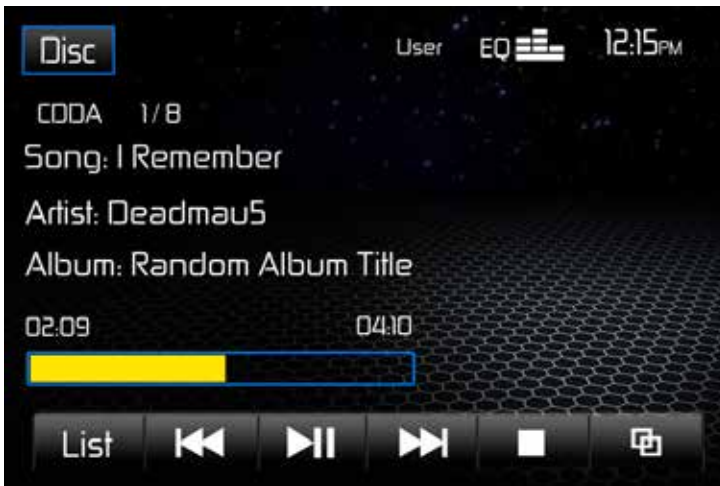 Disc User EQ 12:15PM
CDDA 1/8
Song: I Remember
Artist: Deadmau5
Album: Random Album Title
02:09 04:10
List